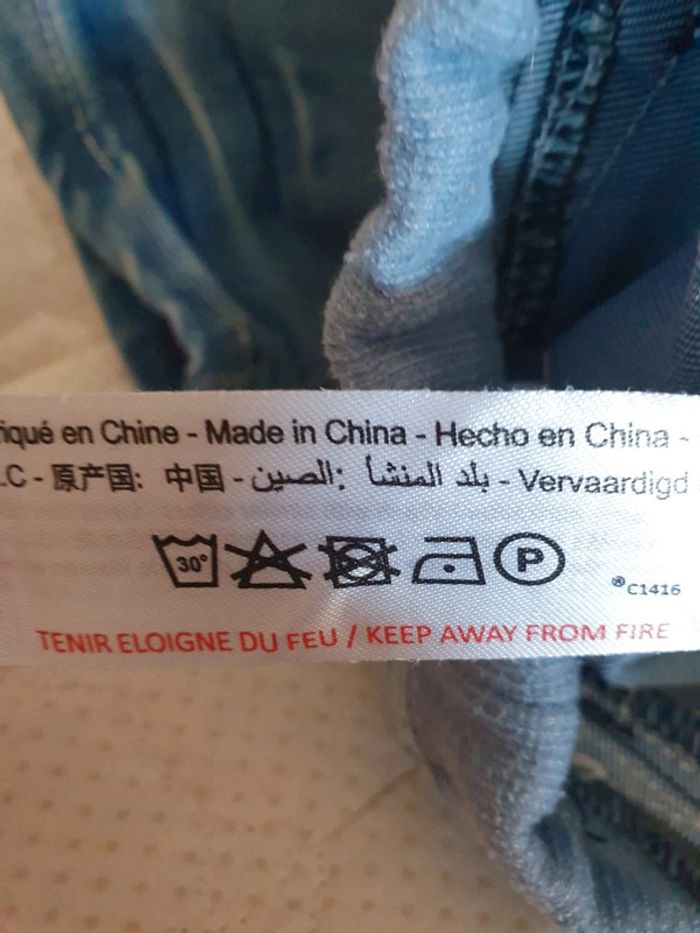 iqué en Chine - Made in China - Hecho en China -
.C - 原产国: 中国 - بلد المنشأ: الصين - Vervaardigd
30° P
®C1416
TENIR ELOIGNE DU FEU / KEEP AWAY FROM FIRE